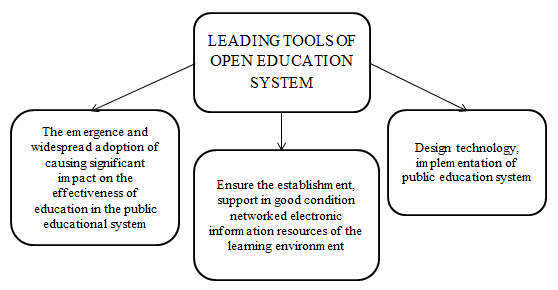 LEADING TOOLS OF
OPEN EDUCATION
SYSTEM
The emergence and
widespread adoption of
causing significant
impact on the
effectiveness of
education in the public
educational system
Ensure the establishment,
support in good condition
networked electronic
information resources of the
learning environment
Design technology,
implementation of
public education system